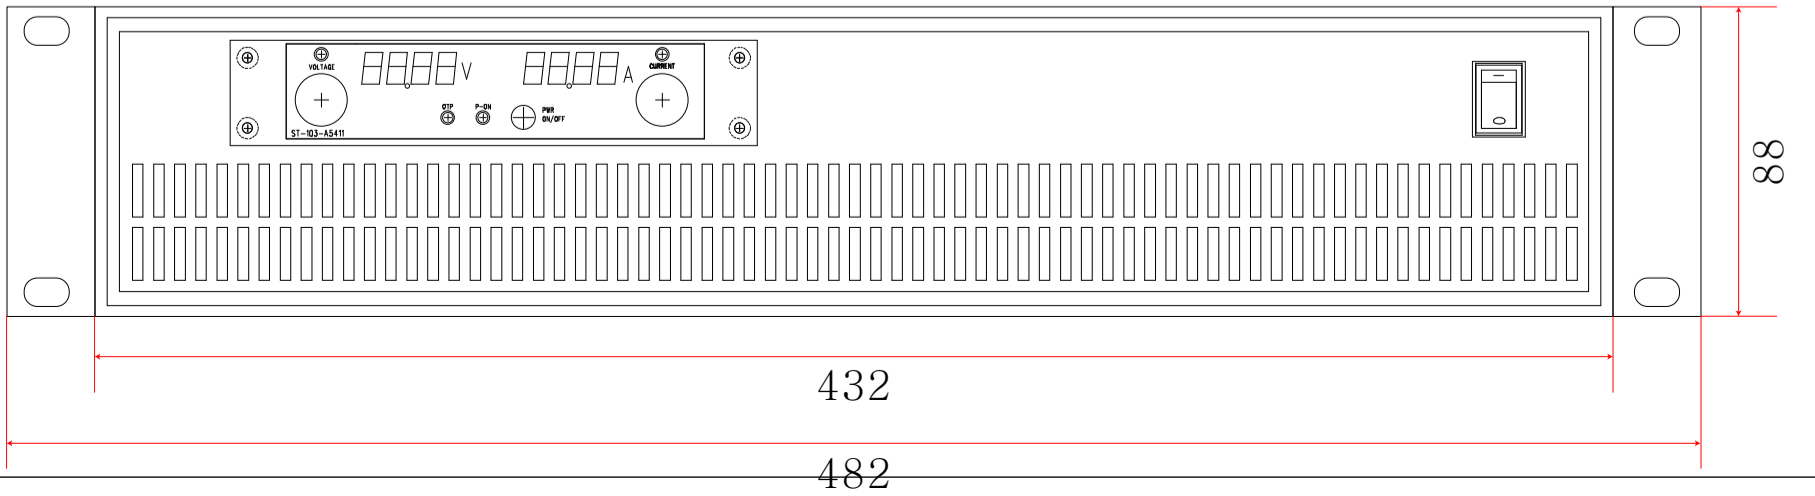 VOLTAGE
V
A
CURRENT
OTP
P-ON
PWR
ON/OFF
ST-103-A5411
88
432
482